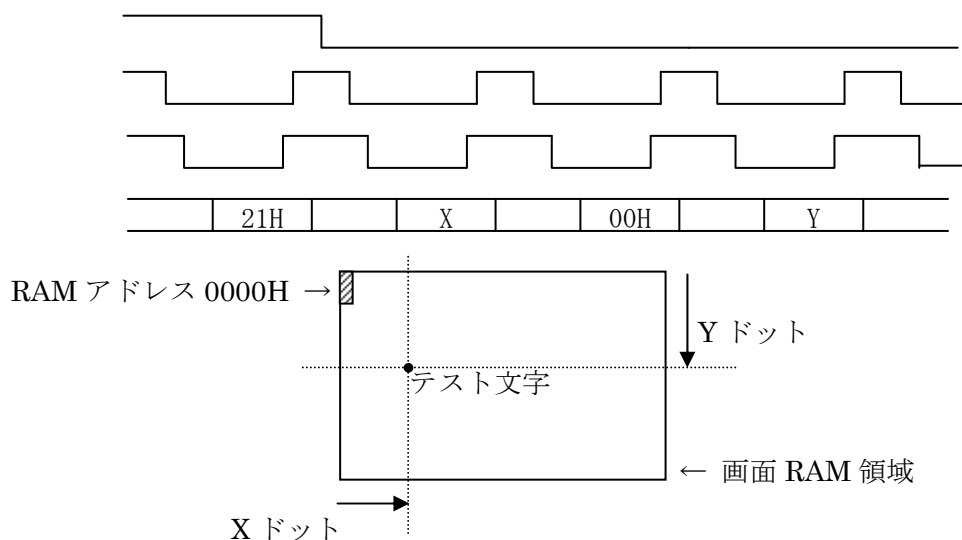 21H X 00H Y
RAM アドレス 0000H →
Y ドット
テスト文字
← 画面 RAM 領域
X ドット